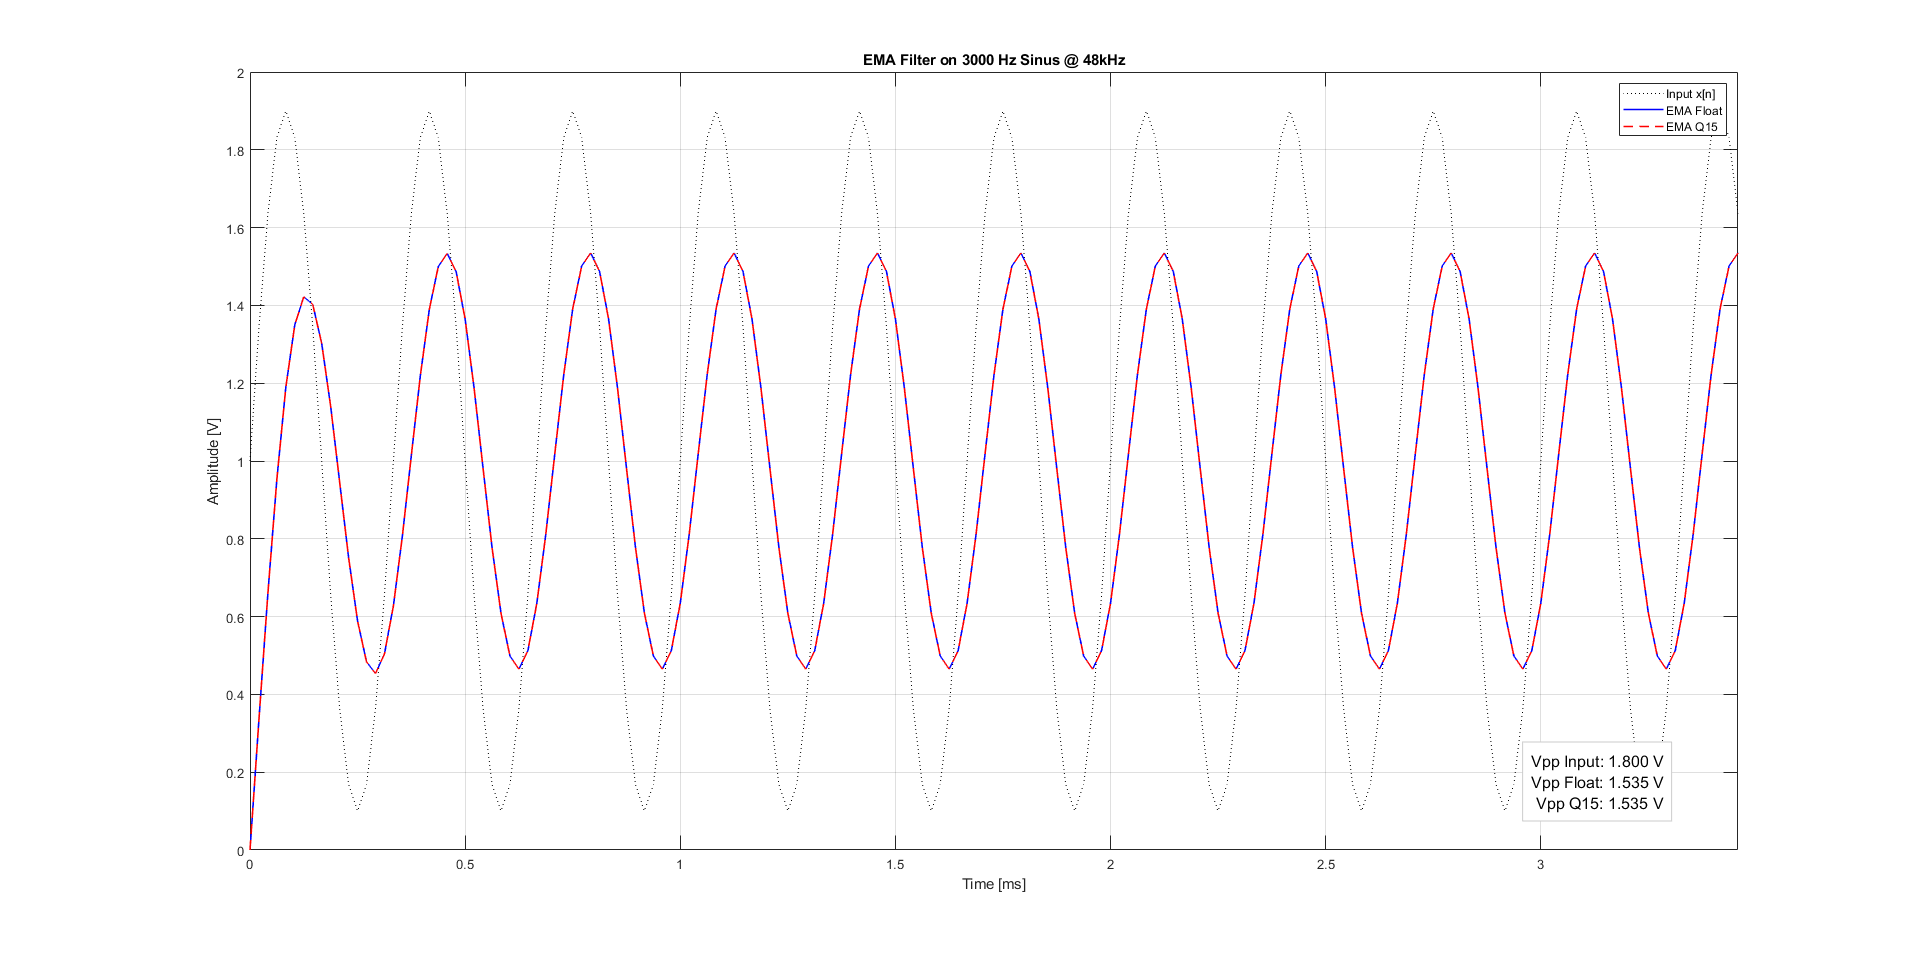 EMA Filter on 3000 Hz Sinus @ 48kHz
Input x[n]
EMA Float
EMA Q15
2
1.8
1.6
1.4
1.2
1
0.8
0.6
0.4
0.2
0
Amplitude [V]
Vpp Input: 1.800 V
Vpp Float: 1.535 V
Vpp Q15: 1.535 V
0 0.5 1 1.5 2 2.5 3
Time [ms]